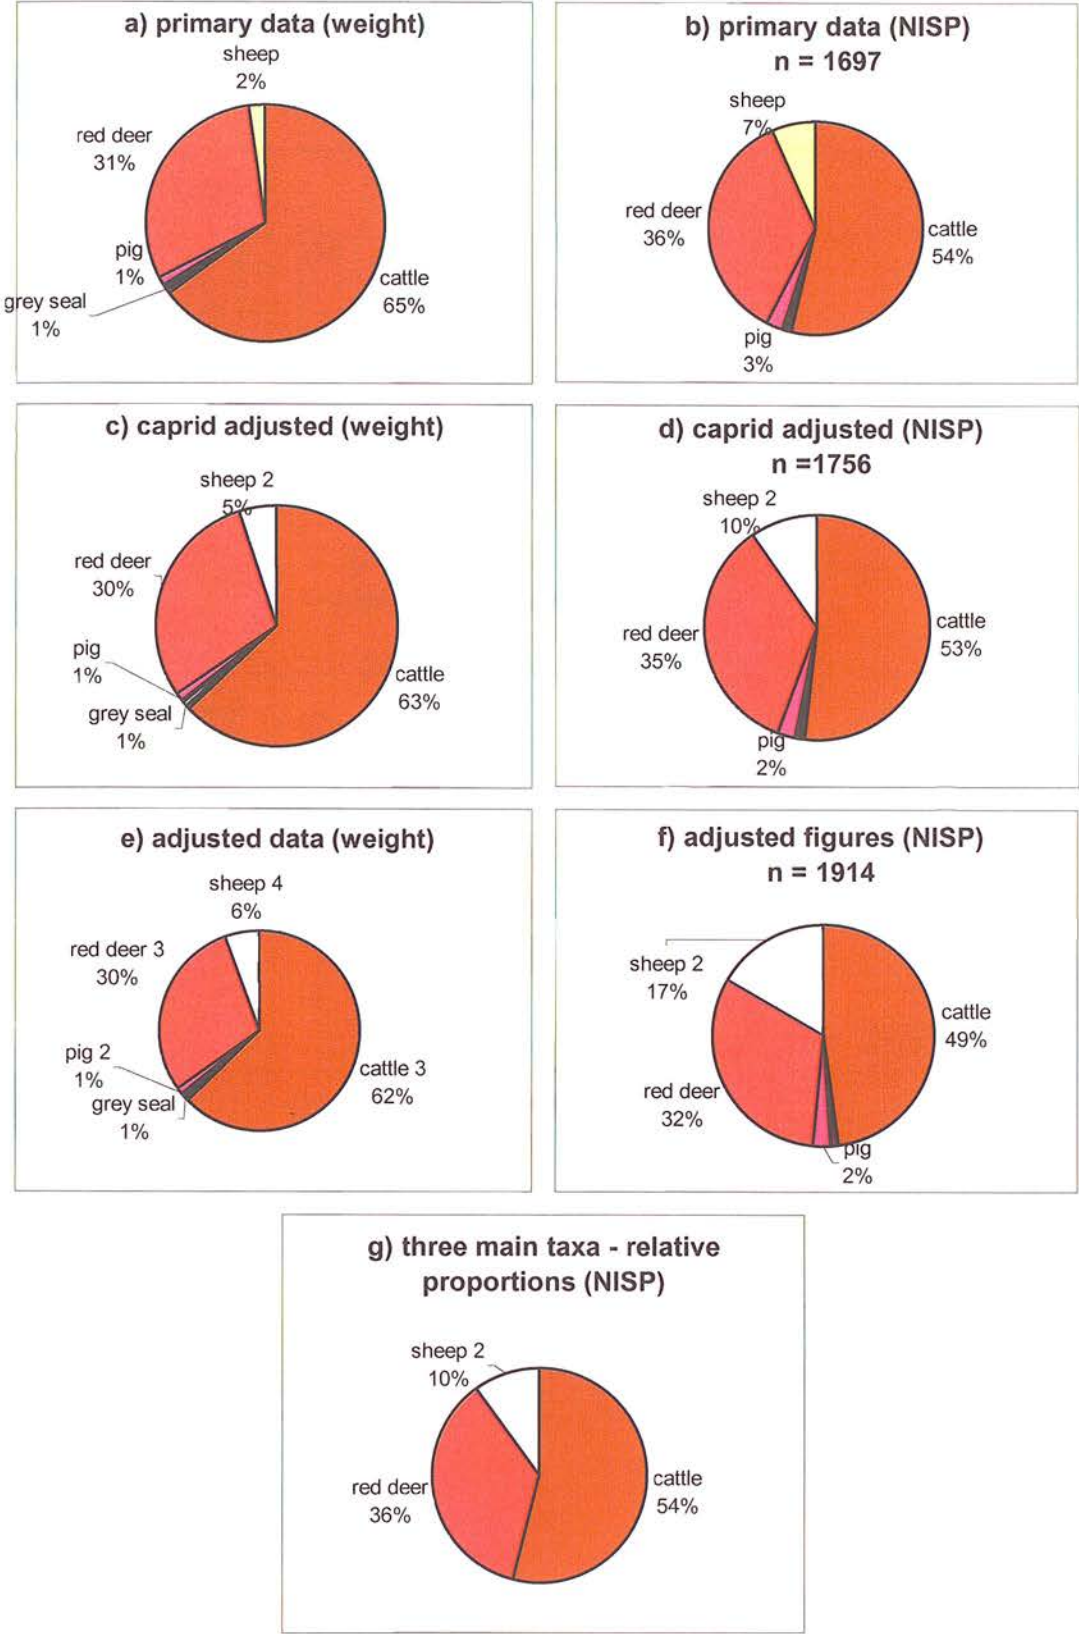 a) primary data (weight)
sheep
2%
red deer
31%
pig
1%
grey seal
1%
cattle
65%
b) primary data (NISP)
n = 1697
sheep
7%
red deer
36%
cattle
54%
pig
3%
c) caprid adjusted (weight)
sheep 2
5%
red deer
30%
pig
1%
grey seal
1%
cattle
63%
d) caprid adjusted (NISP)
n =1756
sheep 2
10%
red deer
35%
cattle
53%
pig
2%
e) adjusted data (weight)
sheep 4
6%
red deer 3
30%
pig 2
1%
grey seal
1%
cattle 3
62%
f) adjusted figures (NISP)
n = 1914
sheep 2
17%
cattle
49%
red deer
32%
pig
2%
g) three main taxa - relative
proportions (NISP)
sheep 2
10%
red deer
36%
cattle
54%